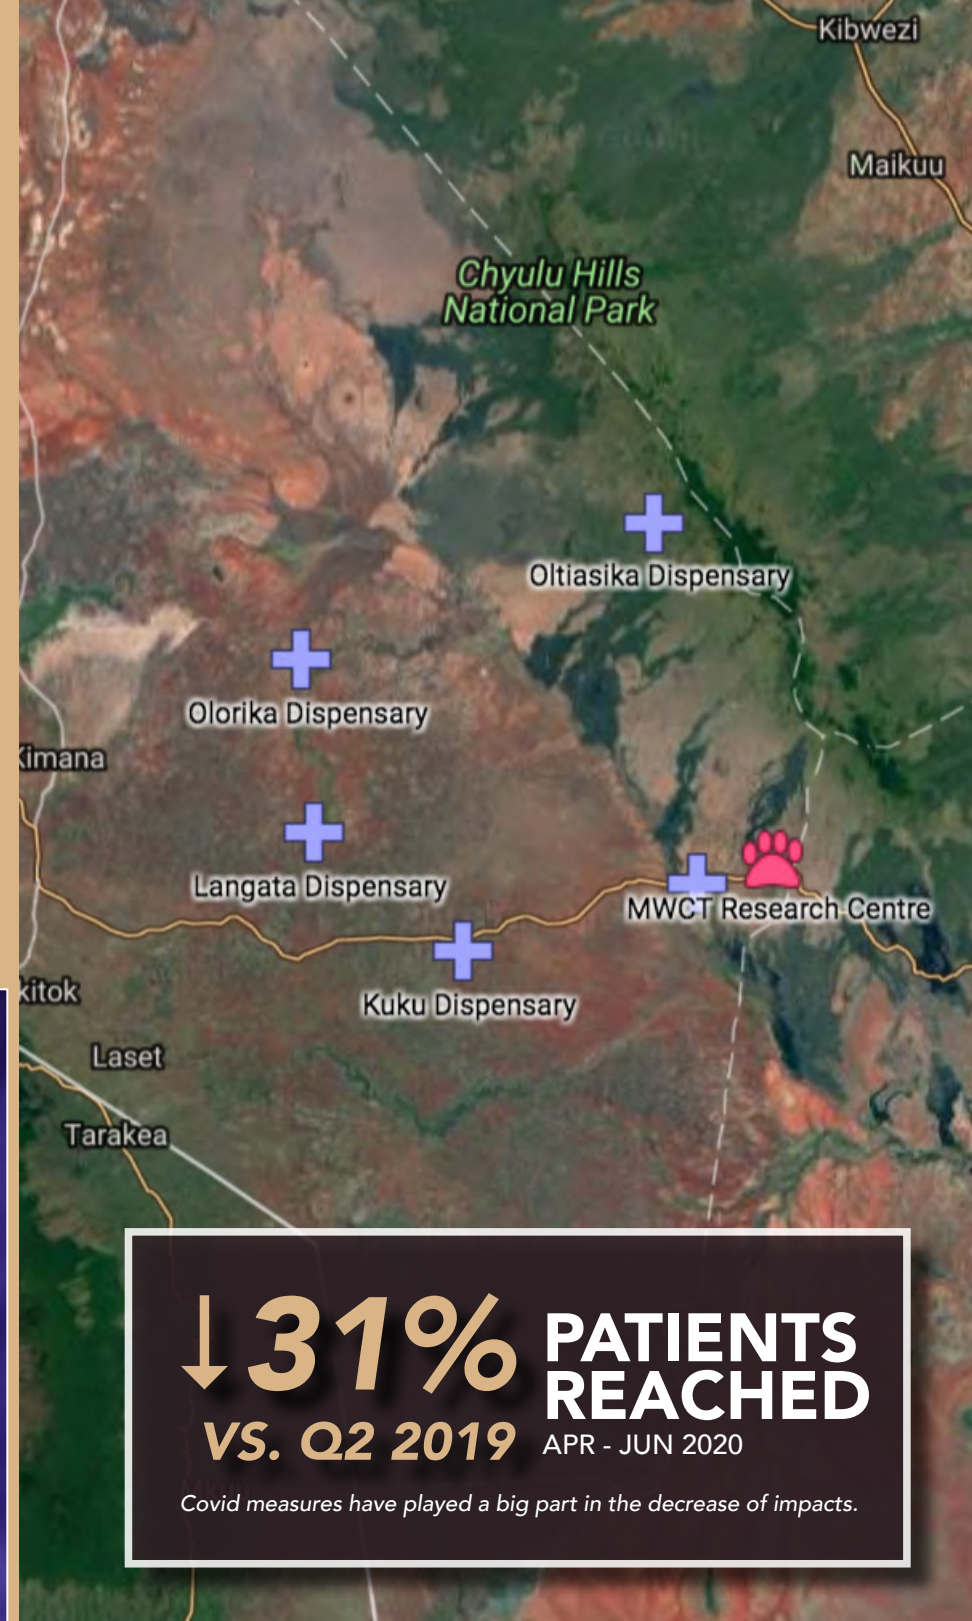 Kibwezi
Maikuu
Chyulu Hills
National Park
Oltiasika Dispensary
Olorika Dispensary
Langata Dispensary
MWCT Research Centre
Kuku Dispensary
Laset
Tarakea
↓31%
VS. Q2 2019
PATIENTS
REACHED
APR - JUN 2020
Covid measures have played a big part in the decrease of impacts.